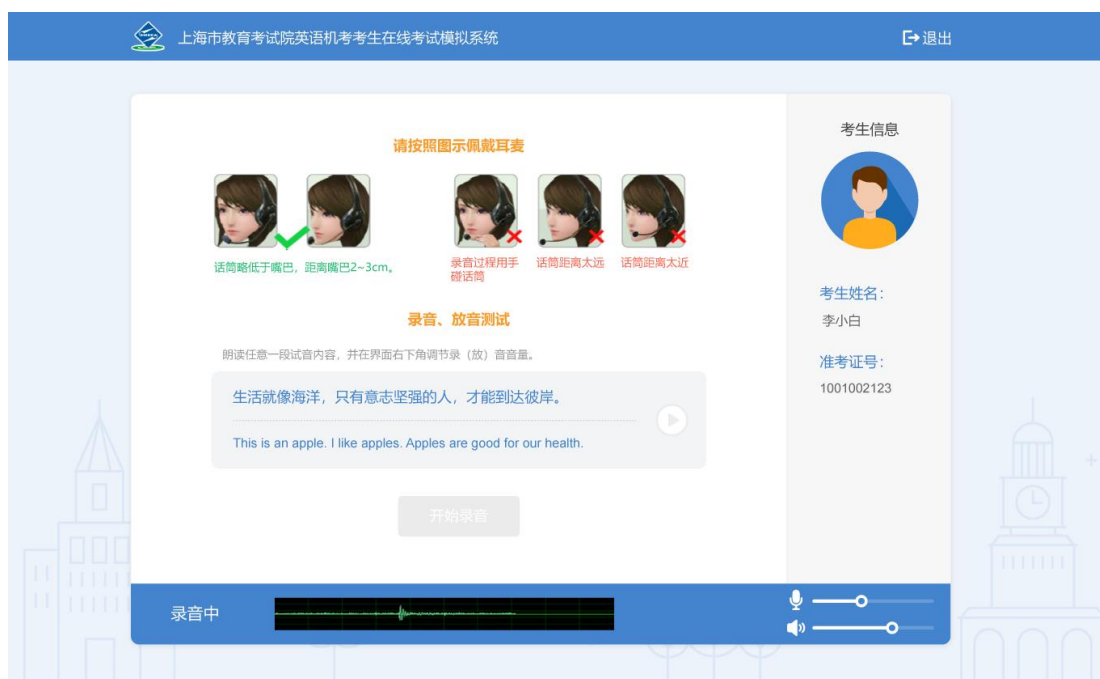 上海市教育考试院英语机考考生在线考试模拟系统
退出
请按照图示佩戴耳麦
话筒略低于嘴巴，距离嘴巴2~3cm。
录音过程用手
碰话筒
话筒距离太远
话筒距离太近
录音、放音测试
朗读任意一段试音内容，并在界面右下角调节录（放）音音量。
生活就像海洋，只有意志坚强的人，才能到达彼岸。
This is an apple. I like apples. Apples are good for our health.
开始录音
考生信息
考生姓名：
李小白
准考证号：
1001002123
录音中